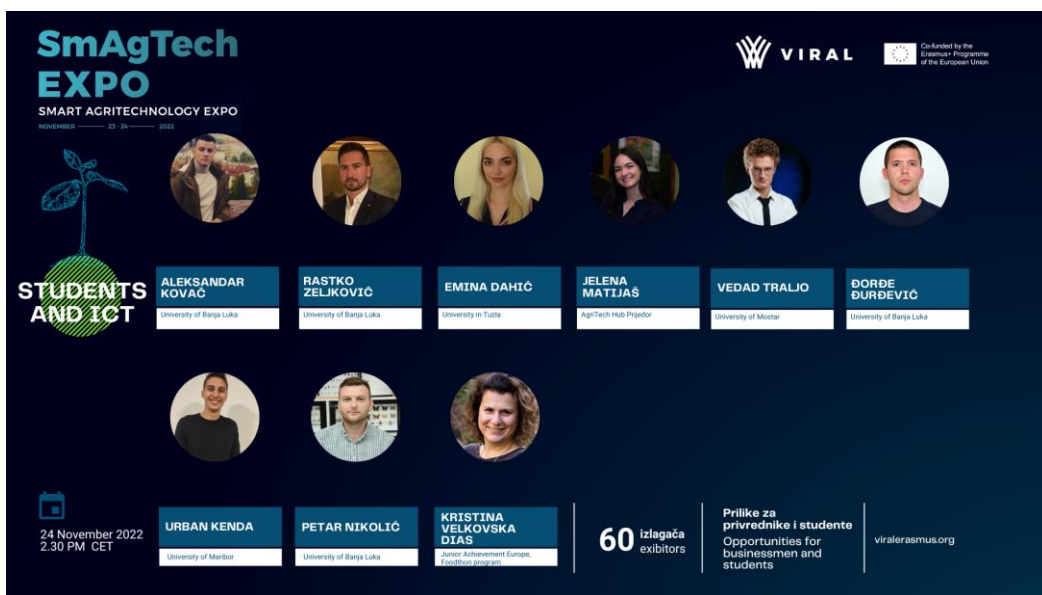 SmAgTech
EXPO
SMART AGRITECHNOLOGY EXPO
NOVEMBER 23 - 24 2022
VIRAL
Co-funded by the
Erasmus+ Programme
of the European Union
STUDENTS
AND ICT
ALEKSANDAR
KOVAČ
University of Banja Luka
RASTKO
ZELJKOVIĆ
University of Banja Luka
EMINA DAHIĆ
University in Tuzla
JELENA
MATIJAŠ
AgriTech Hub Prijedor
VEDAD TRALJO
University of Mostar
ĐORĐE
ĐURĐEVIĆ
University of Banja Luka
24 November 2022
2.30 PM CET
URBAN KENDA
University of Maribor
PETAR NIKOLIĆ
University of Banja Luka
KRISTINA
VELKOVSKA
DIAS
Junior Achievement Europe,
Foodthon program
60 izlagača
exibitors
Prilike za
privrednike i studente
Opportunities for
businessmen and
students
viralerasmus.org